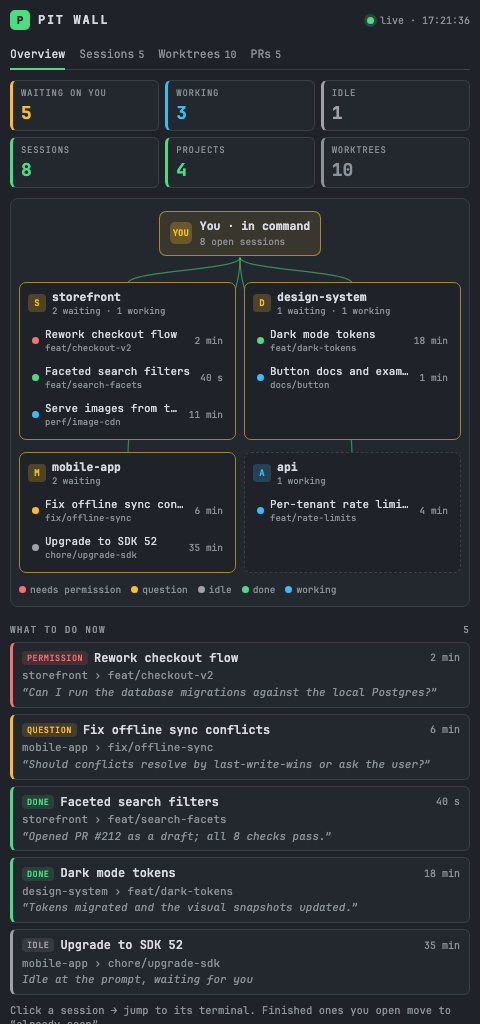 P PIT WALL
live · 17:21:36
Overview Sessions 5 Worktrees 10 PRs 5
WAITING ON YOU
5
WORKING
3
IDLE
1
SESSIONS
8
PROJECTS
4
WORKTREES
10
YOU You · in command
8 open sessions
S storefront
2 waiting · 1 working
Rework checkout flow 2 min
feat/checkout-v2
Faceted search filters 40 s
feat/search-facets
Serve images from t… 11 min
perf/image-cdn
D design-system
1 waiting · 1 working
Dark mode tokens 18 min
feat/dark-tokens
Button docs and exam… 1 min
docs/button
M mobile-app
2 waiting
Fix offline sync con… 6 min
fix/offline-sync
Upgrade to SDK 52 35 min
chore/upgrade-sdk
A api
1 working
Per-tenant rate limi… 4 min
feat/rate-limits
needs permission question idle done working
WHAT TO DO NOW 5
PERMISSION Rework checkout flow 2 min
storefront › feat/checkout-v2
“Can I run the database migrations against the local Postgres?”
QUESTION Fix offline sync conflicts 6 min
mobile-app › fix/offline-sync
“Should conflicts resolve by last-write-wins or ask the user?”
DONE Faceted search filters 40 s
storefront › feat/search-facets
“Opened PR #212 as a draft; all 8 checks pass.”
DONE Dark mode tokens 18 min
design-system › feat/dark-tokens
“Tokens migrated and the visual snapshots updated.”
IDLE Upgrade to SDK 52 35 min
mobile-app › chore/upgrade-sdk
Idle at the prompt, waiting for you
Click a session → jump to its terminal. Finished ones you open move to
“already seen”